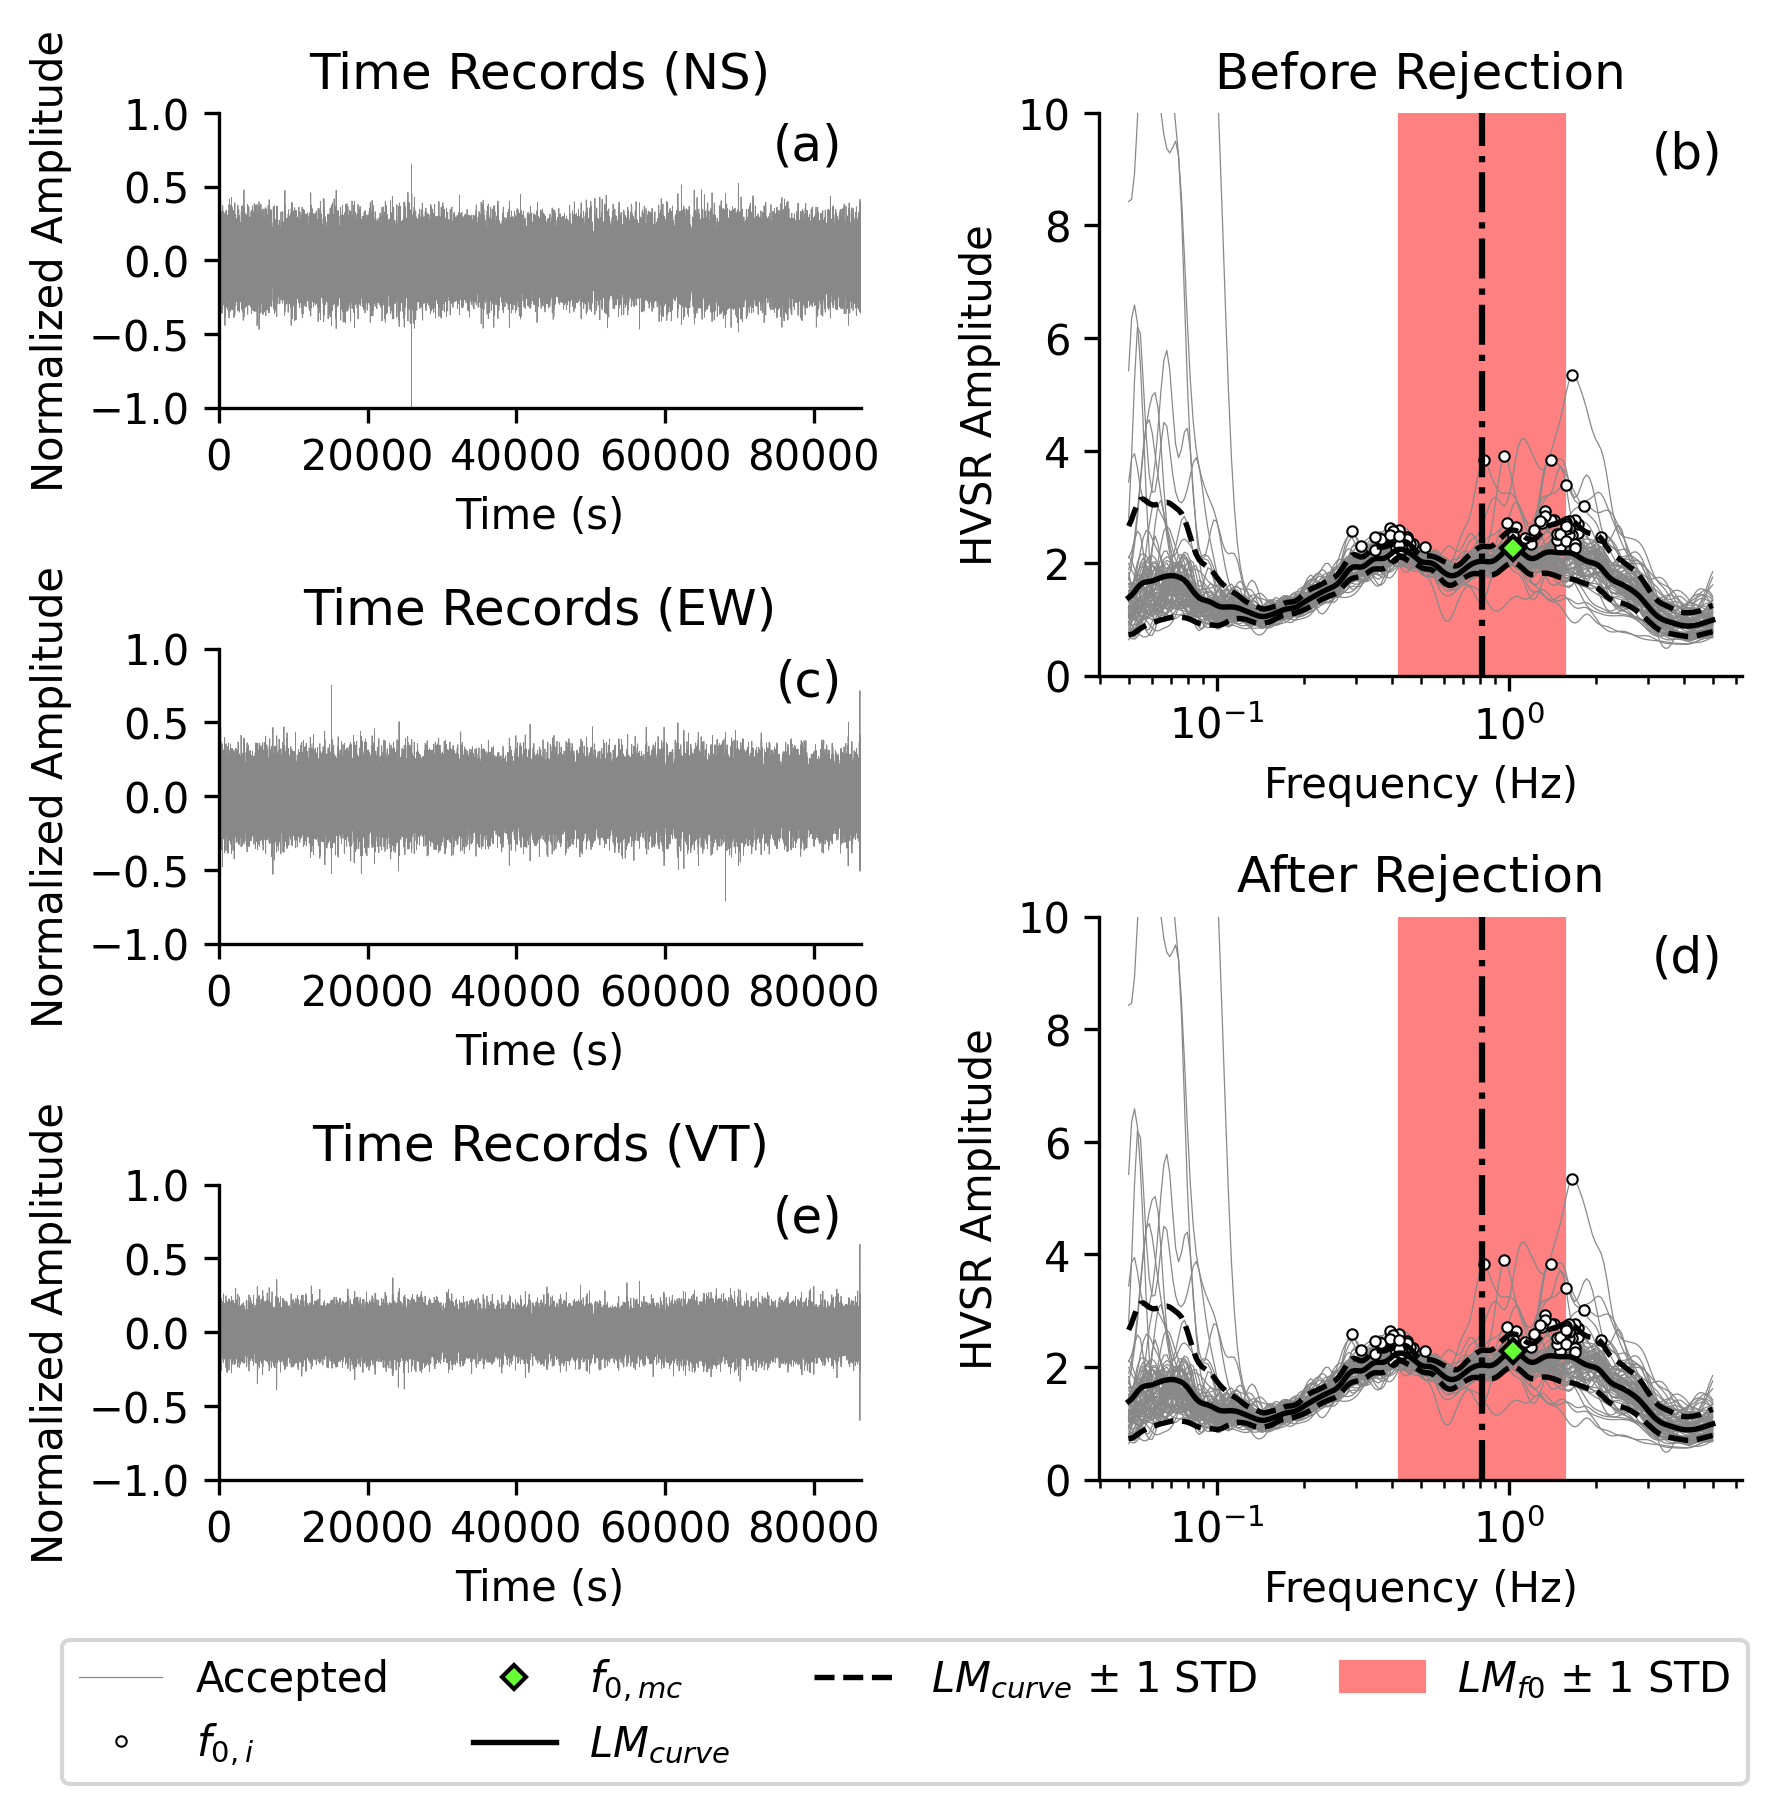 Time Records (NS)
(a)
Normalized Amplitude
1.0
0.5
0.0
−0.5
−1.0
0 20000 40000 60000 80000
Time (s)
Before Rejection
(b)
HVSR Amplitude
10
8
6
4
2
0
10⁻¹ 10⁰
Frequency (Hz)
Time Records (EW)
(c)
Normalized Amplitude
1.0
0.5
0.0
−0.5
−1.0
0 20000 40000 60000 80000
Time (s)
After Rejection
(d)
HVSR Amplitude
10
8
6
4
2
0
10⁻¹ 10⁰
Frequency (Hz)
Time Records (VT)
(e)
Normalized Amplitude
1.0
0.5
0.0
−0.5
−1.0
0 20000 40000 60000 80000
Time (s)
Accepted
f0,i
f0,mc
LMcurve
LMcurve ± 1 STD
LMf0 ± 1 STD